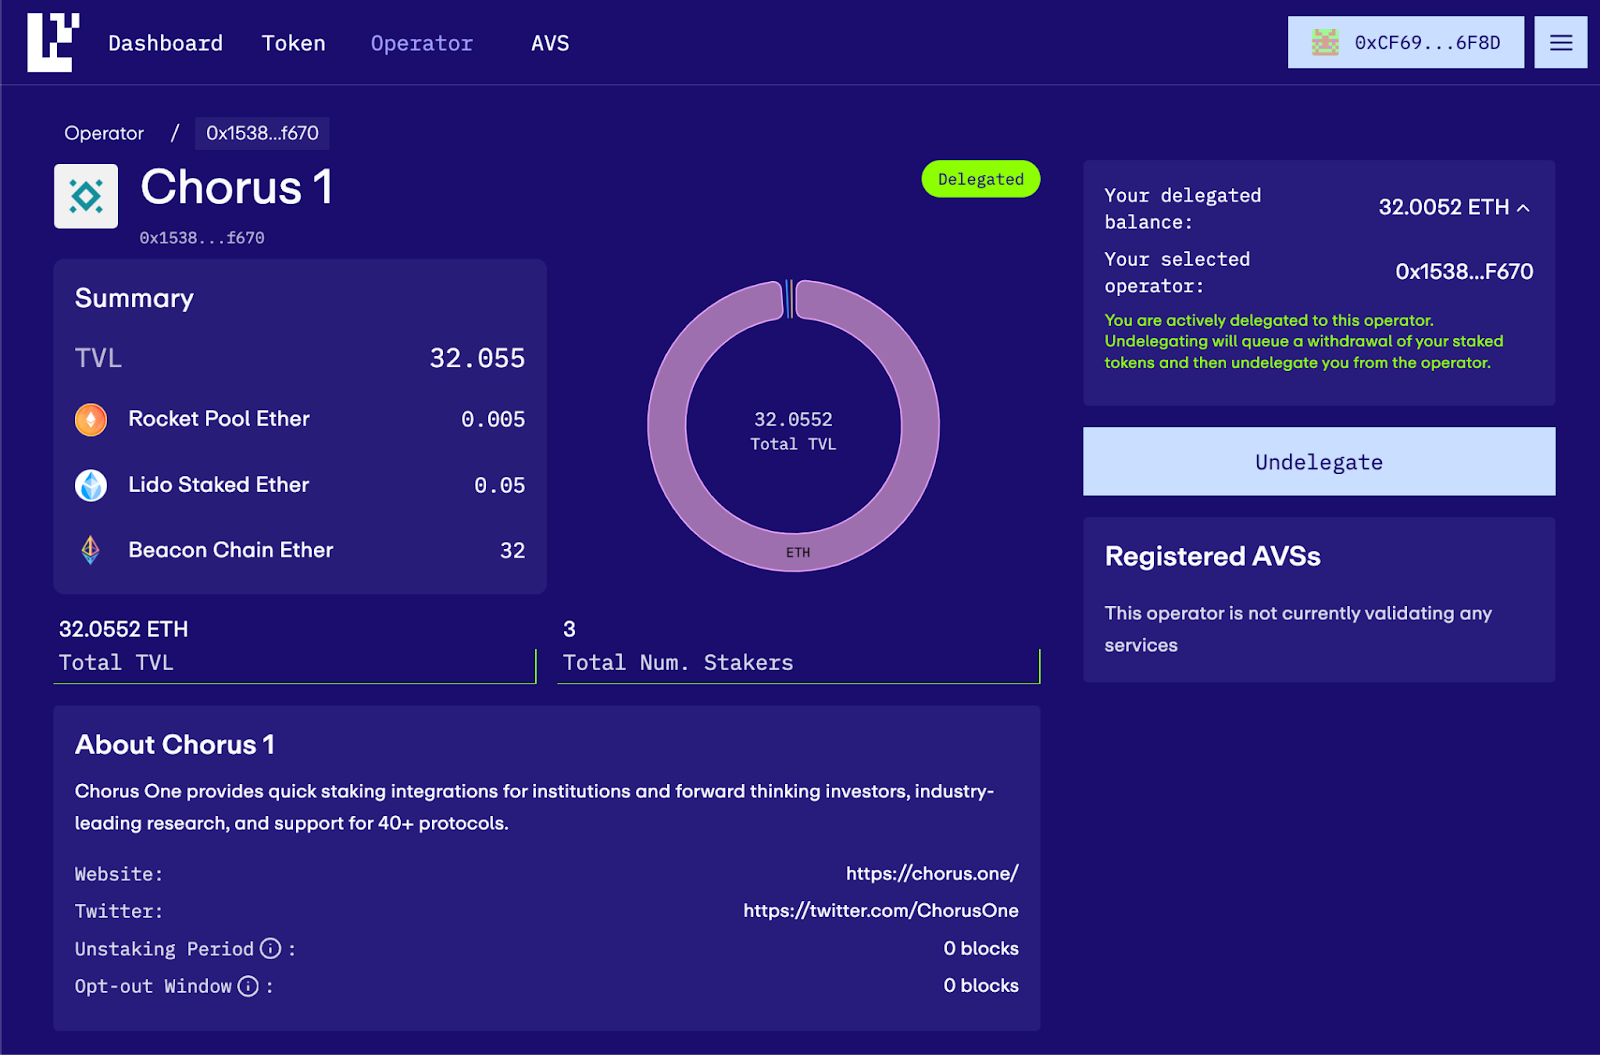 Dashboard Token Operator AVS 0xCF69...6F8D
Operator / 0x1538...f670
Chorus 1
0x1538...f670
Delegated
Summary
TVL 32.055
Rocket Pool Ether 0.005
Lido Staked Ether 0.05
Beacon Chain Ether 32
32.0552
Total TVL
ETH
32.0552 ETH
Total TVL
3
Total Num. Stakers
About Chorus 1
Chorus One provides quick staking integrations for institutions and forward thinking investors, industry-
leading research, and support for 40+ protocols.
Website: https://chorus.one/
Twitter: https://twitter.com/ChorusOne
Unstaking Period : 0 blocks
Opt-out Window : 0 blocks
Your delegated
balance:
32.0052 ETH
Your selected
operator:
0x1538...F670
You are actively delegated to this operator.
Undelegating will queue a withdrawal of your staked
tokens and then undelegate you from the operator.
Undelegate
Registered AVSs
This operator is not currently validating any
services